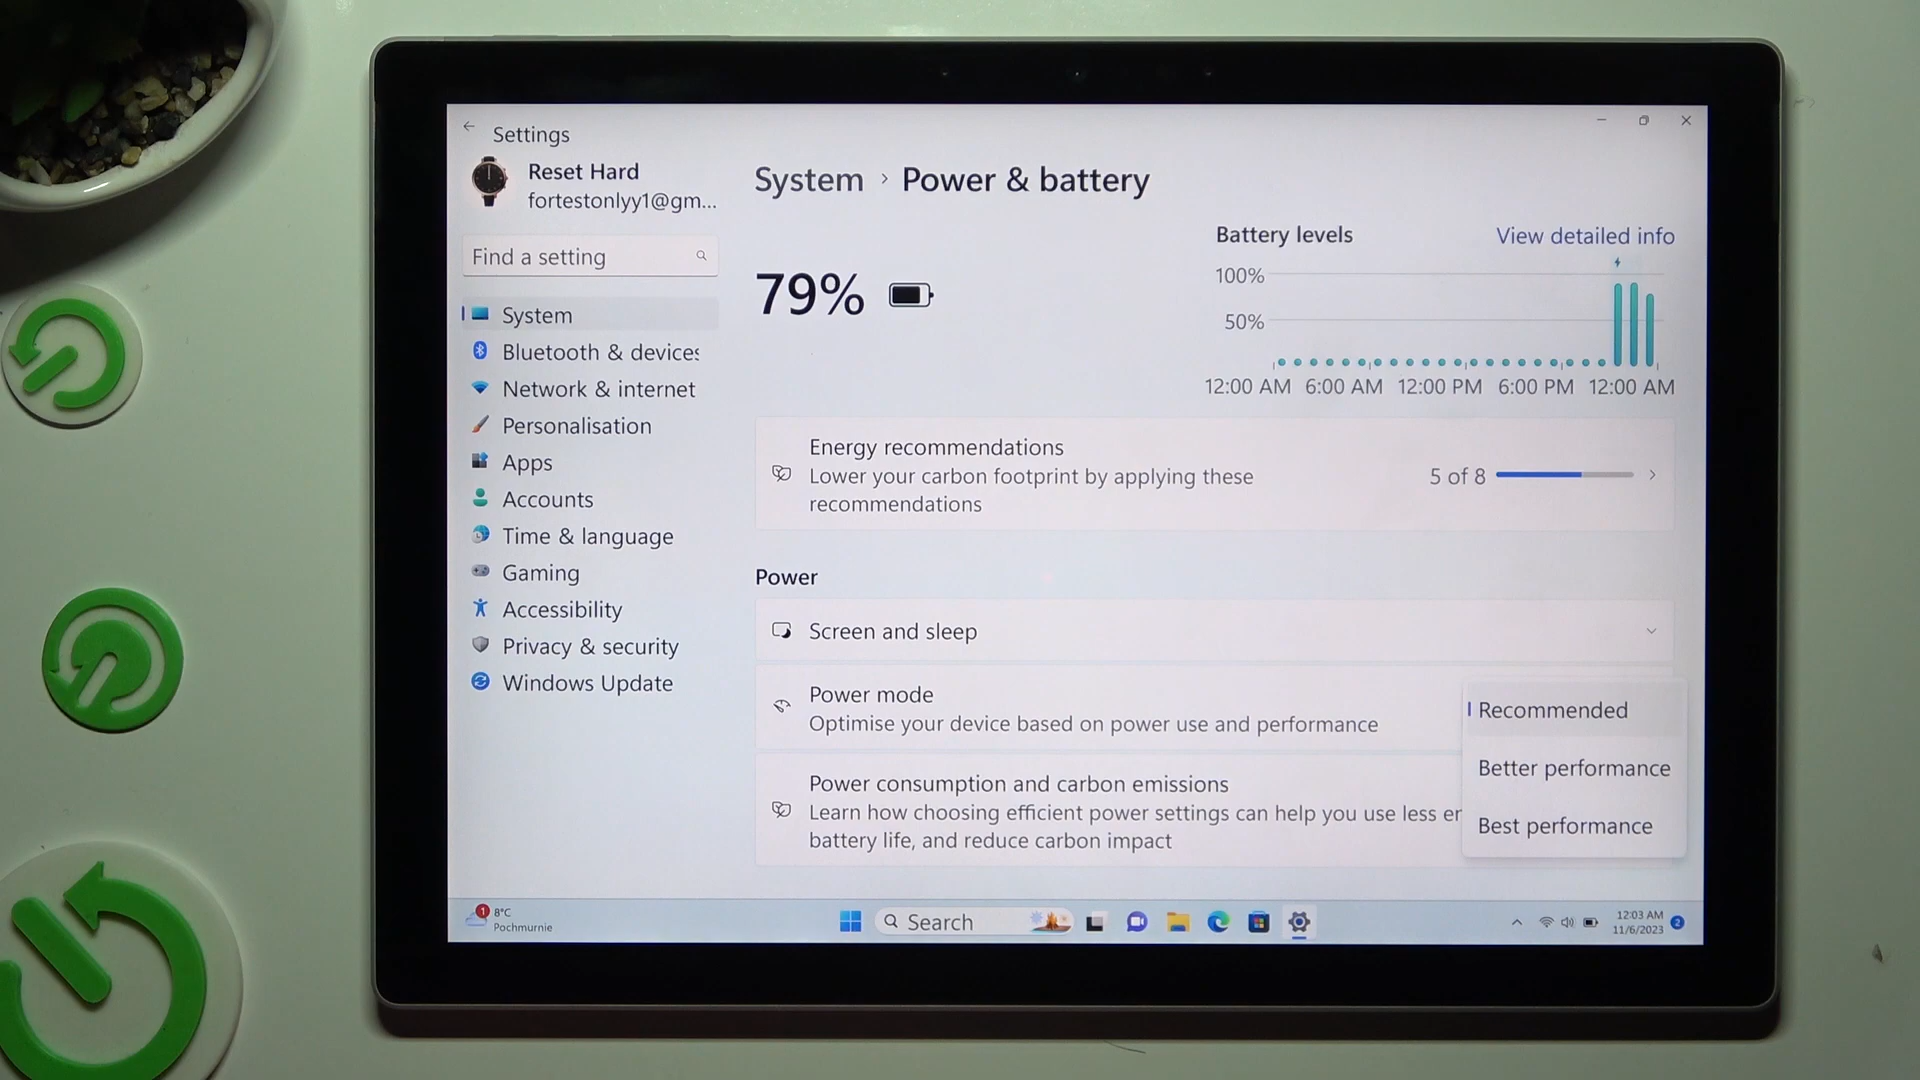 Settings
Reset Hard
fortestonlyy1@gm...
Find a setting
System
Bluetooth & devices
Network & internet
Personalisation
Apps
Accounts
Time & language
Gaming
Accessibility
Privacy & security
Windows Update
System > Power & battery
79%
Battery levels
View detailed info
100%
50%
12:00 AM 6:00 AM 12:00 PM 6:00 PM 12:00 AM
Energy recommendations
Lower your carbon footprint by applying these
recommendations
5 of 8
Power
Screen and sleep
Power mode
Optimise your device based on power use and performance
Recommended
Better performance
Best performance
Power consumption and carbon emissions
Learn how choosing efficient power settings can help you use less er
battery life, and reduce carbon impact
1
8°C
Pochmurnie
Search
12:03 AM
11/6/2023
2